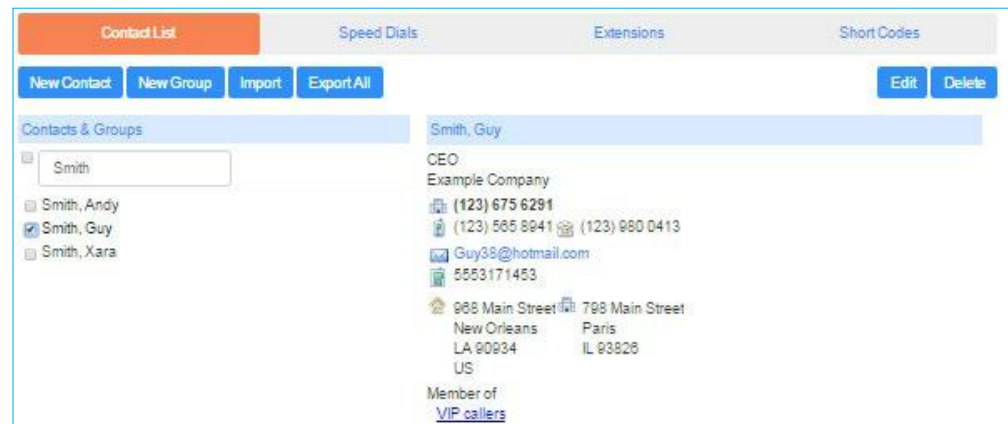 Contact List Speed Dials Extensions Short Codes
New Contact New Group Import Export All Edit Delete
Contacts & Groups
Smith
Smith, Andy
Smith, Guy
Smith, Xara
Smith, Guy
CEO
Example Company
(123) 675 6291
(123) 565 8941 (123) 980 0413
Guy38@hotmail.com
5553171453
968 Main Street
New Orleans
LA 90934
US
798 Main Street
Paris
IL 93826
Member of
VIP callers